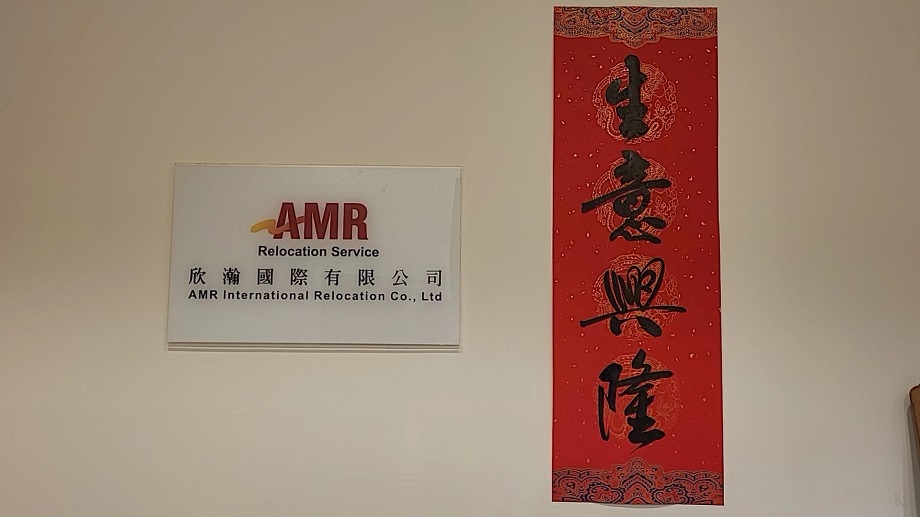 AMR
Relocation Service
欣瀚國際有限公司
AMR International Relocation Co., Ltd
生意興隆